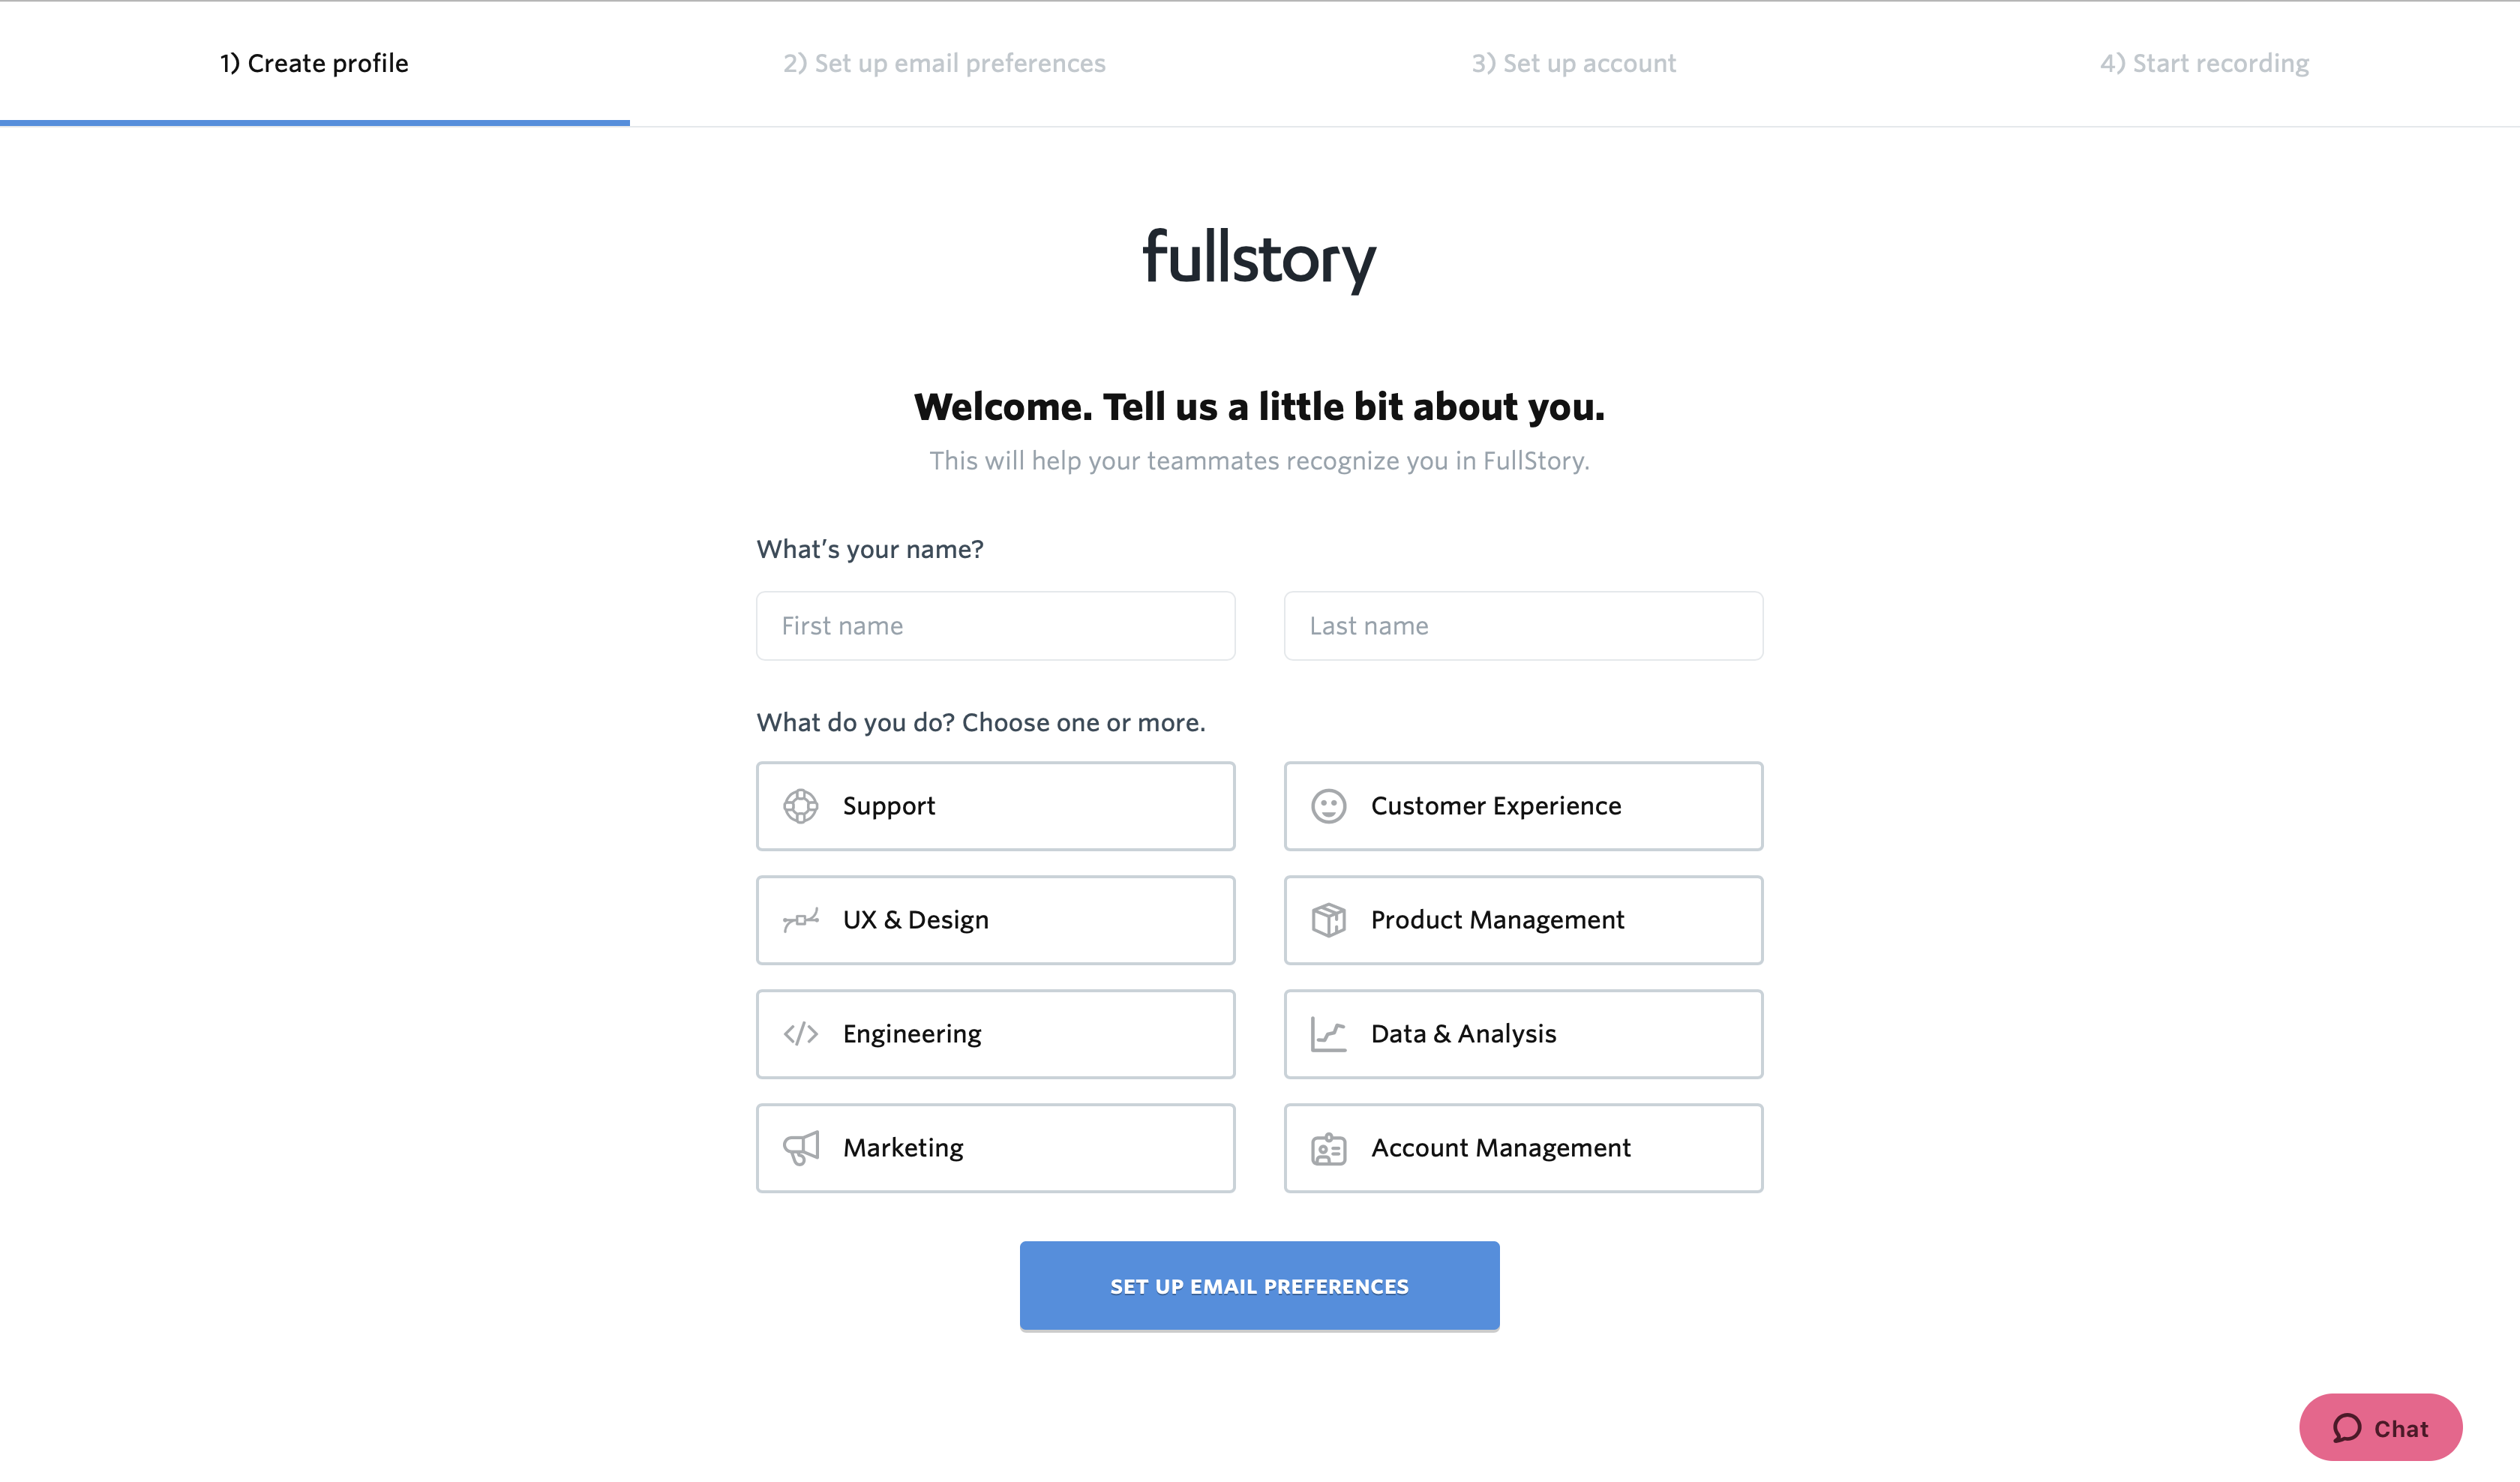 1) Create profile
2) Set up email preferences
3) Set up account
4) Start recording
fullstory
Welcome. Tell us a little bit about you.
This will help your teammates recognize you in FullStory.
What’s your name?
First name
Last name
What do you do? Choose one or more.
Support
Customer Experience
UX & Design
Product Management
Engineering
Data & Analysis
Marketing
Account Management
SET UP EMAIL PREFERENCES
Chat